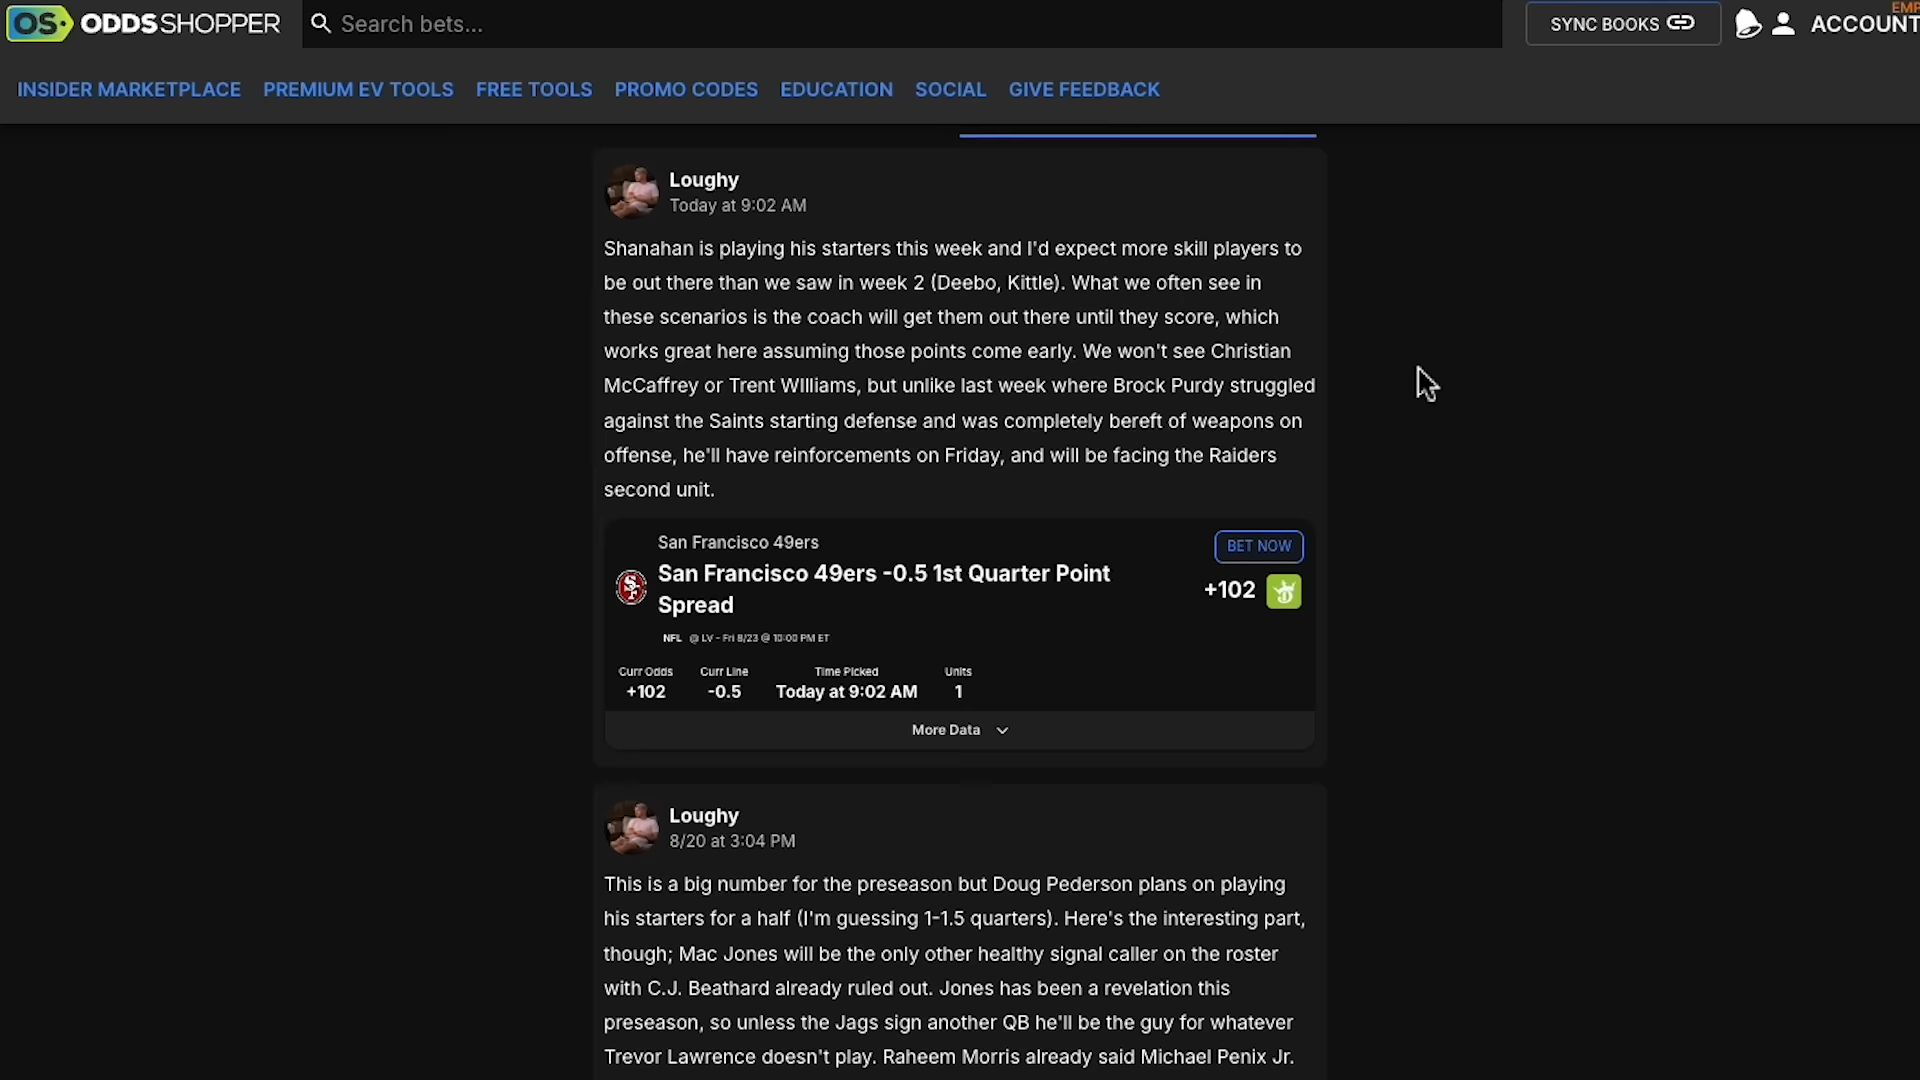 OS ODDSSHOPPER
Search bets...
SYNC BOOKS
EMP
ACCOUNT
INSIDER MARKETPLACE PREMIUM EV TOOLS FREE TOOLS PROMO CODES EDUCATION SOCIAL GIVE FEEDBACK
Loughy
Today at 9:02 AM
Shanahan is playing his starters this week and I'd expect more skill players to
be out there than we saw in week 2 (Deebo, Kittle). What we often see in
these scenarios is the coach will get them out there until they score, which
works great here assuming those points come early. We won't see Christian
McCaffrey or Trent WIlliams, but unlike last week where Brock Purdy struggled
against the Saints starting defense and was completely bereft of weapons on
offense, he'll have reinforcements on Friday, and will be facing the Raiders
second unit.
San Francisco 49ers
BET NOW
San Francisco 49ers -0.5 1st Quarter Point
Spread
+102
NFL @ LV - Fri 8/23 @ 10:00 PM ET
Curr Odds Curr Line Time Picked Units
+102 -0.5 Today at 9:02 AM 1
More Data
Loughy
8/20 at 3:04 PM
This is a big number for the preseason but Doug Pederson plans on playing
his starters for a half (I'm guessing 1-1.5 quarters). Here's the interesting part,
though; Mac Jones will be the only other healthy signal caller on the roster
with C.J. Beathard already ruled out. Jones has been a revelation this
preseason, so unless the Jags sign another QB he'll be the guy for whatever
Trevor Lawrence doesn't play. Raheem Morris already said Michael Penix Jr.